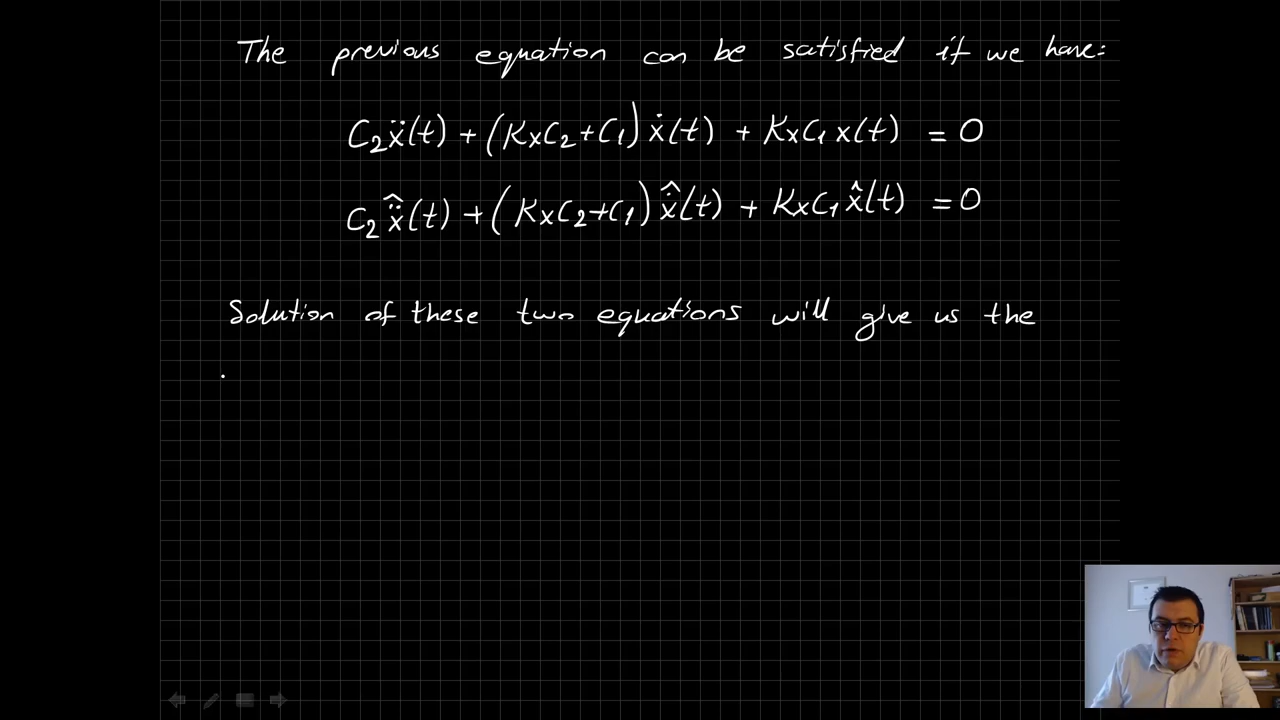 The previous equation can be satisfied if we have:
C₂ẍ(t) + (KₓC₂+C₁)ẋ(t) + KₓC₁x(t) = 0
C₂x̂̈(t) + (KₓC₂+C₁)x̂̇(t) + KₓC₁x̂(t) = 0
Solution of these two equations will give us the